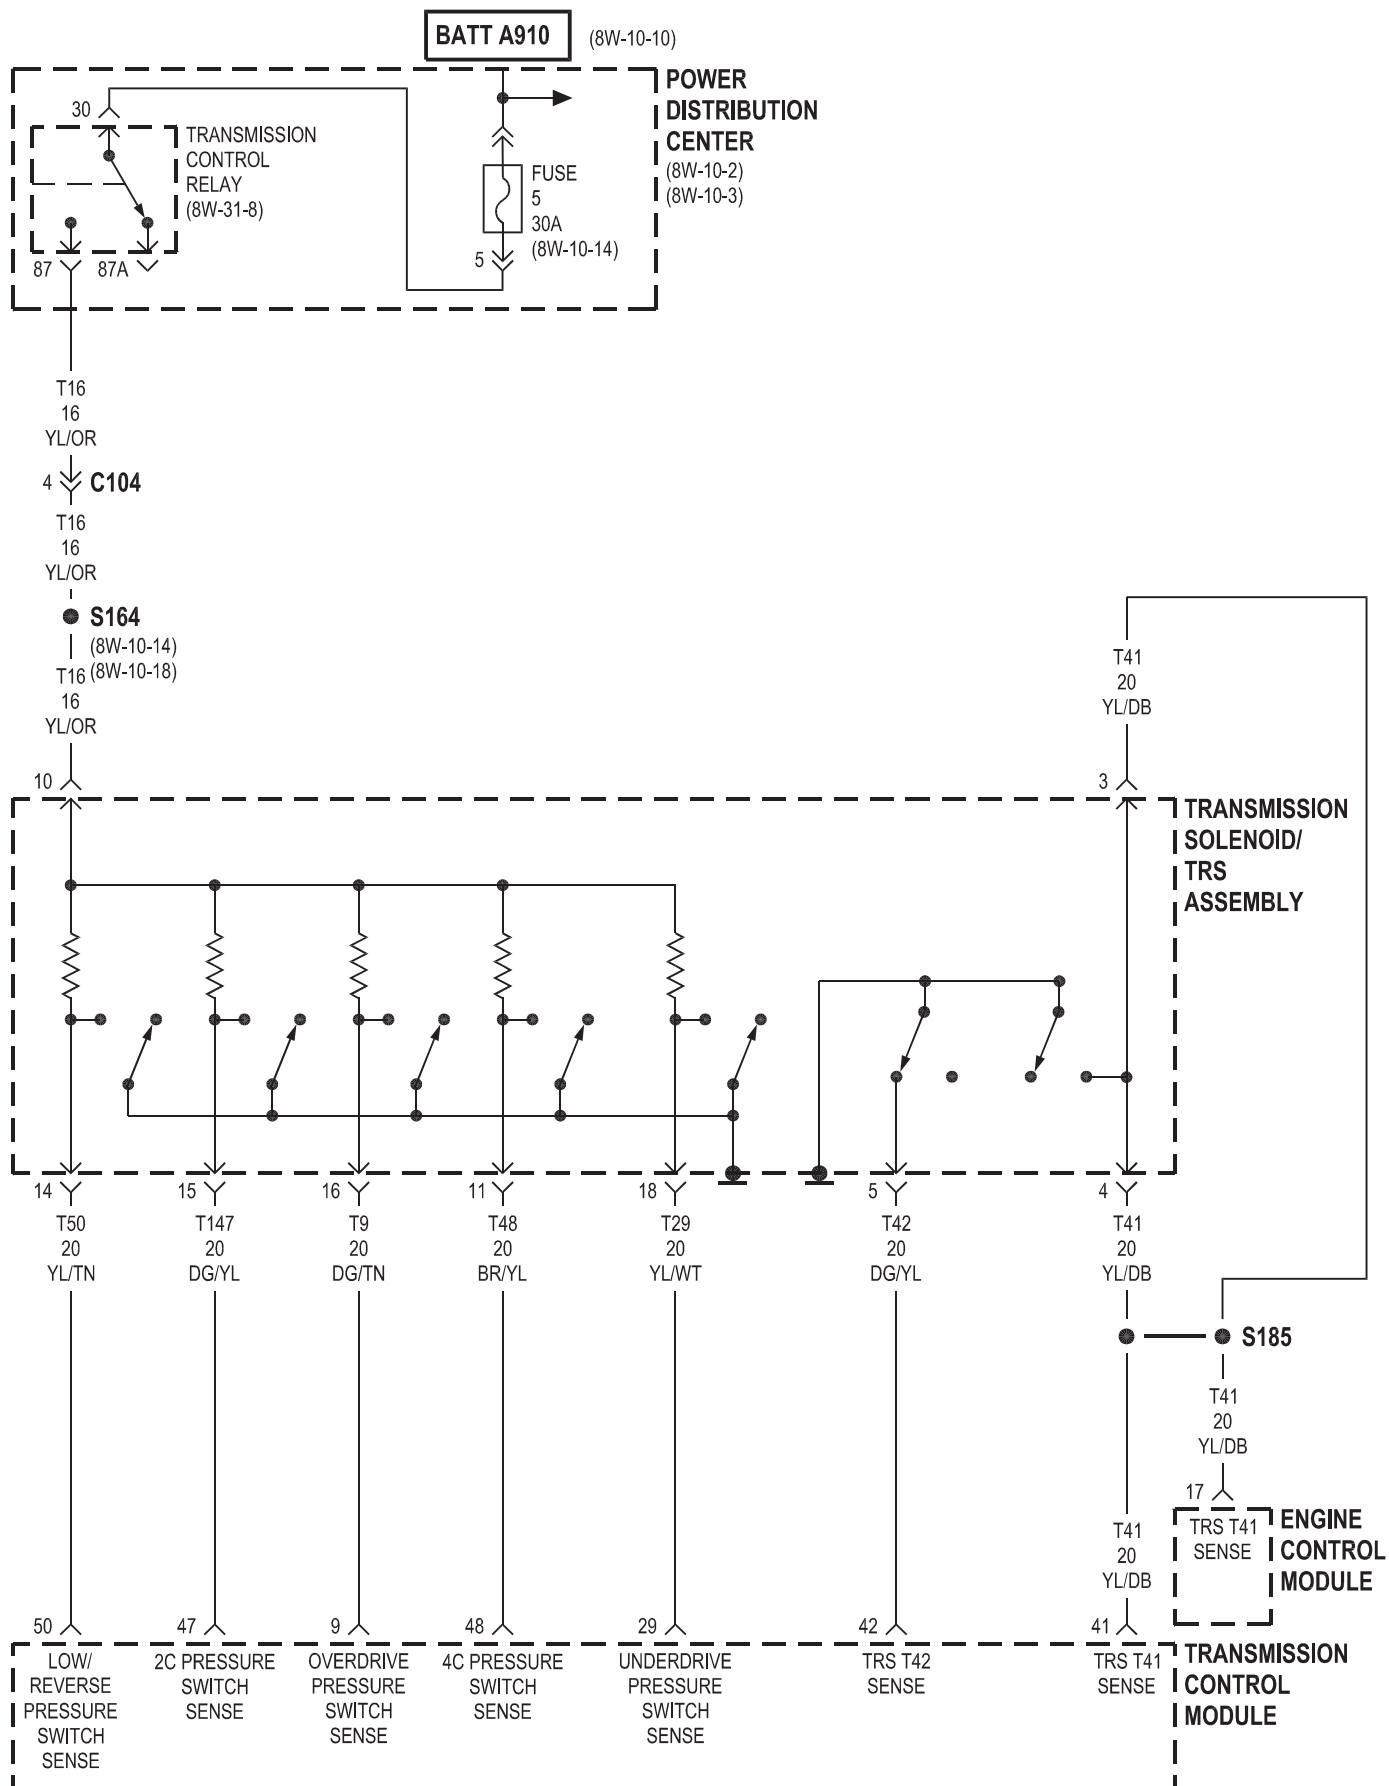 BATT A910 (8W-10-10)
POWER
DISTRIBUTION
CENTER
(8W-10-2)
(8W-10-3)
30
TRANSMISSION
CONTROL
RELAY
(8W-31-8)
87
87A
FUSE
5
30A
(8W-10-14)
5
T16
16
YL/OR
4 C104
T16
16
YL/OR
S164
(8W-10-14)
(8W-10-18)
T16
16
YL/OR
10
T41
20
YL/DB
3
TRANSMISSION
SOLENOID/
TRS
ASSEMBLY
14
T50
20
YL/TN
15
T147
20
DG/YL
16
T9
20
DG/TN
11
T48
20
BR/YL
18
T29
20
YL/WT
5
T42
20
DG/YL
4
T41
20
YL/DB
S185
T41
20
YL/DB
17
TRS T41
SENSE
ENGINE
CONTROL
MODULE
T41
20
YL/DB
50
LOW/
REVERSE
PRESSURE
SWITCH
SENSE
47
2C PRESSURE
SWITCH
SENSE
9
OVERDRIVE
PRESSURE
SWITCH
SENSE
48
4C PRESSURE
SWITCH
SENSE
29
UNDERDRIVE
PRESSURE
SWITCH
SENSE
42
TRS T42
SENSE
41
TRS T41
SENSE
TRANSMISSION
CONTROL
MODULE